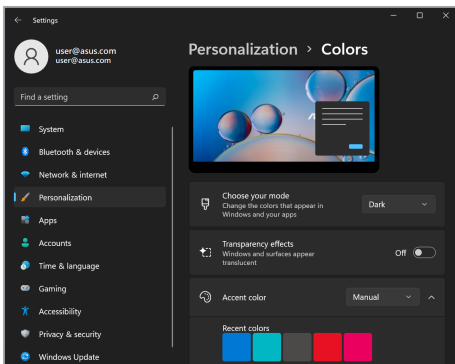 Settings
user@asus.com
user@asus.com
Find a setting
System
Bluetooth & devices
Network & internet
Personalization
Apps
Accounts
Time & language
Gaming
Accessibility
Privacy & security
Windows Update
Personalization > Colors
Choose your mode
Change the colors that appear in
Windows and your apps
Dark
Transparency effects
Windows and surfaces appear
translucent
Off
Accent color
Manual
Recent colors